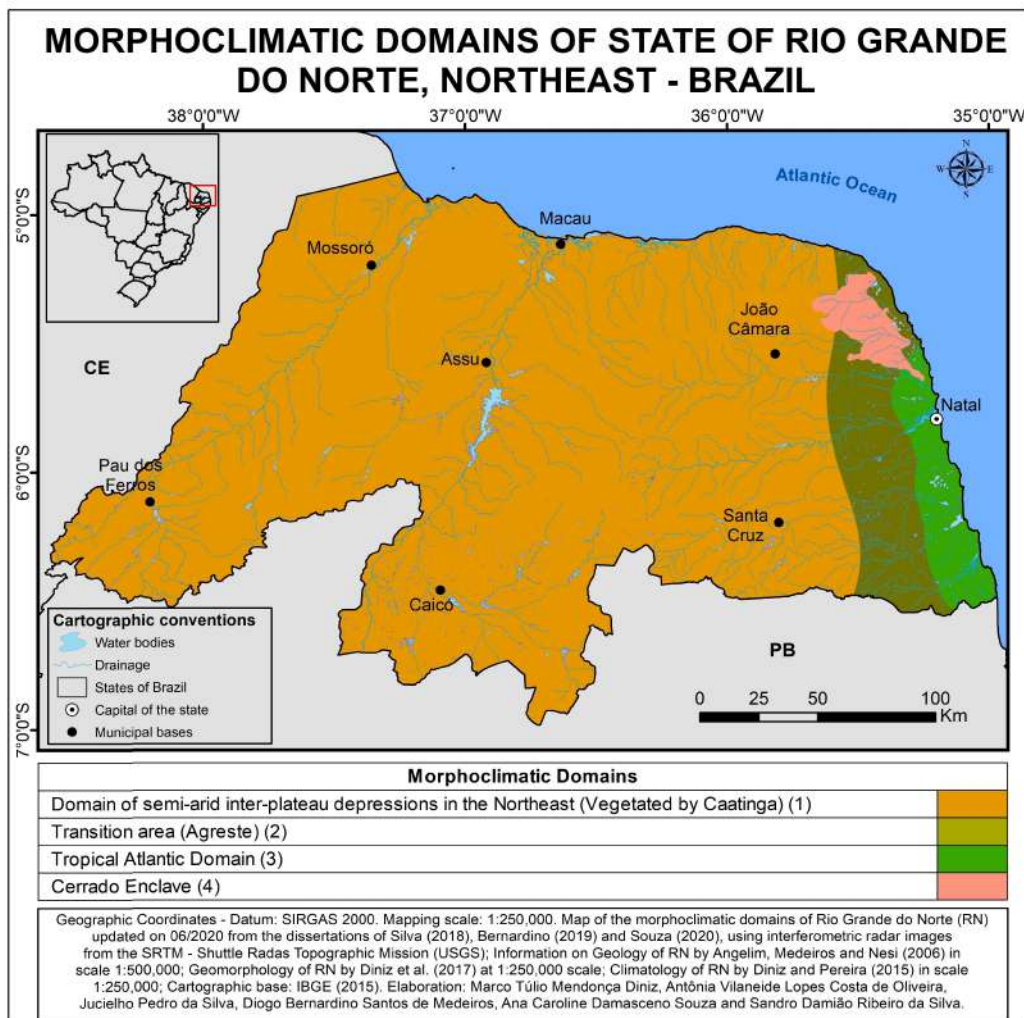 MORPHOCLIMATIC DOMAINS OF STATE OF RIO GRANDE
DO NORTE, NORTHEAST - BRAZIL
38°0'0"W
37°0'0"W
36°0'0"W
35°0'0"W
5°0'0"S
6°0'0"S
7°0'0"S
N
E
S
W
Atlantic Ocean
Macau
Mossoró
João
Câmara
CE
Assu
Natal
Pau dos
Ferros
Santa
Cruz
Caicó
PB
Cartographic conventions
Water bodies
Drainage
States of Brazil
Capital of the state
Municipal bases
0 25 50 100
Km
Morphoclimatic Domains
Domain of semi-arid inter-plateau depressions in the Northeast (Vegetated by Caatinga) (1)
Transition area (Agreste) (2)
Tropical Atlantic Domain (3)
Cerrado Enclave (4)
Geographic Coordinates - Datum: SIRGAS 2000. Mapping scale: 1:250,000. Map of the morphoclimatic domains of Rio Grande do Norte (RN)
updated on 06/2020 from the dissertations of Silva (2018), Bernardino (2019) and Souza (2020), using interferometric radar images
from the SRTM - Shuttle Radas Topographic Mission (USGS); Information on Geology of RN by Angelim, Medeiros and Nesi (2006) in
scale 1:500,000; Geomorphology of RN by Diniz et al. (2017) at 1:250,000 scale; Climatology of RN by Diniz and Pereira (2015) in scale
1:250,000; Cartographic base: IBGE (2015). Elaboration: Marco Túlio Mendonça Diniz, Antônia Vilaneide Lopes Costa de Oliveira,
Jucielho Pedro da Silva, Diogo Bernardino Santos de Medeiros, Ana Caroline Damasceno Souza and Sandro Damião Ribeiro da Silva.